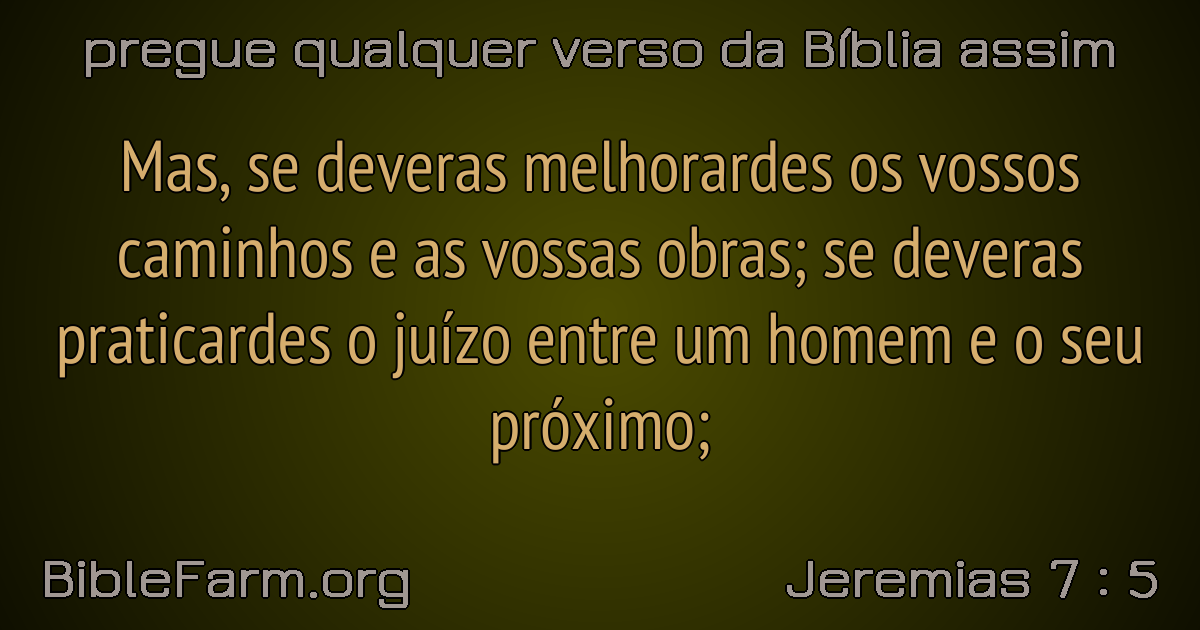 pregue qualquer verso da Bíblia assim
Mas, se deveras melhorardes os vossos
caminhos e as vossas obras; se deveras
praticardes o juízo entre um homem e o seu
próximo;
BibleFarm.org
Jeremias 7 : 5